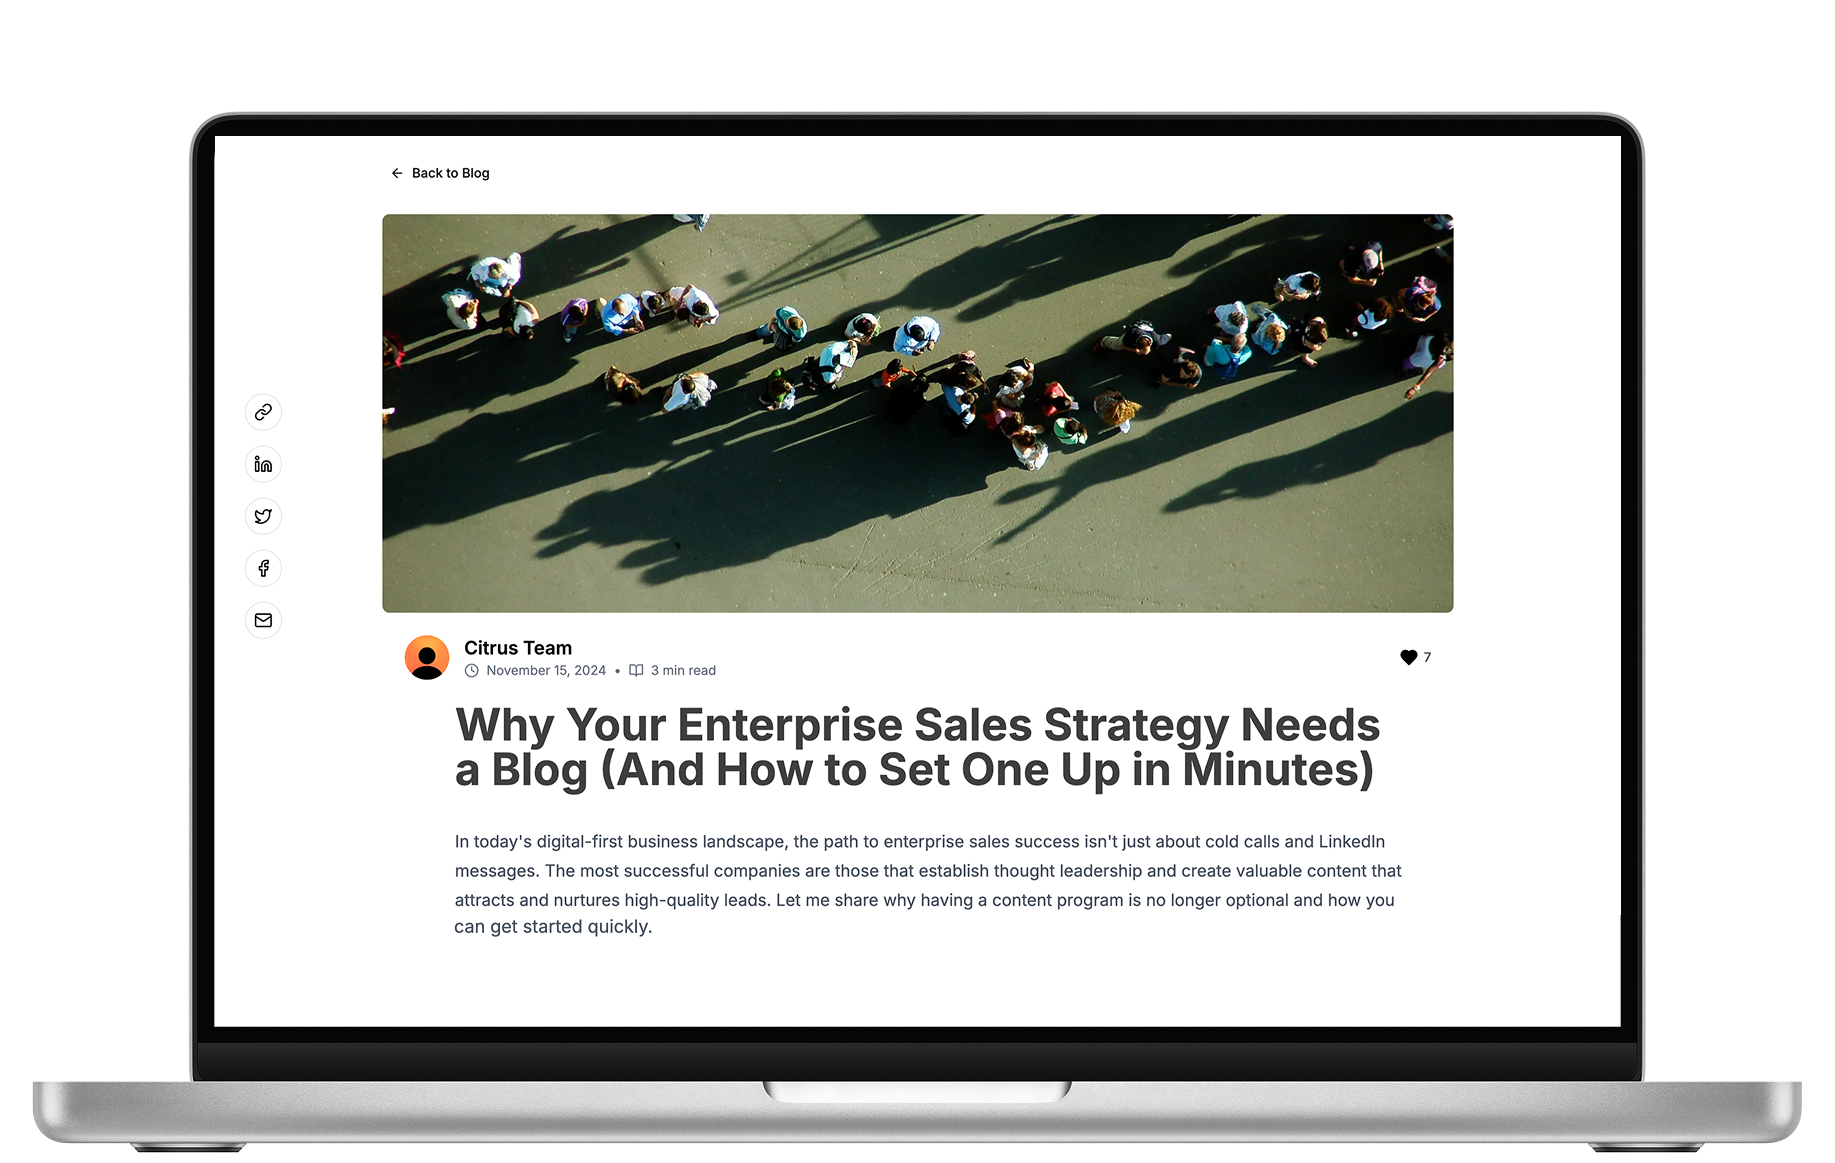 Back to Blog
Citrus Team
November 15, 2024 • 3 min read
7
Why Your Enterprise Sales Strategy Needs
a Blog (And How to Set One Up in Minutes)
In today's digital-first business landscape, the path to enterprise sales success isn't just about cold calls and LinkedIn
messages. The most successful companies are those that establish thought leadership and create valuable content that
attracts and nurtures high-quality leads. Let me share why having a content program is no longer optional and how you
can get started quickly.